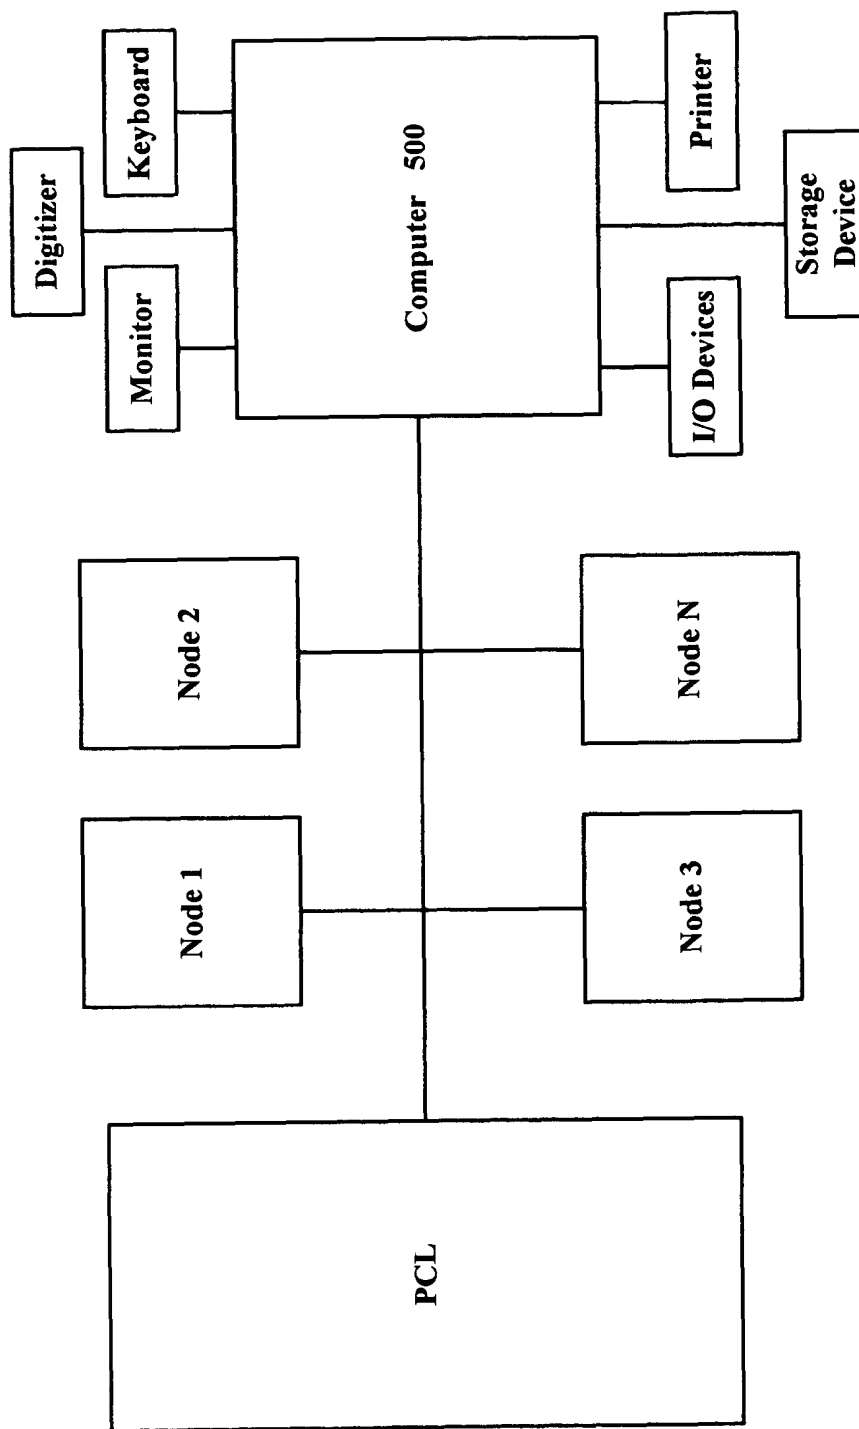 Digitizer
Monitor
Keyboard
Computer 500
I/O Devices
Printer
Storage
Device
Node 1
Node 2
Node 3
Node N
PCL